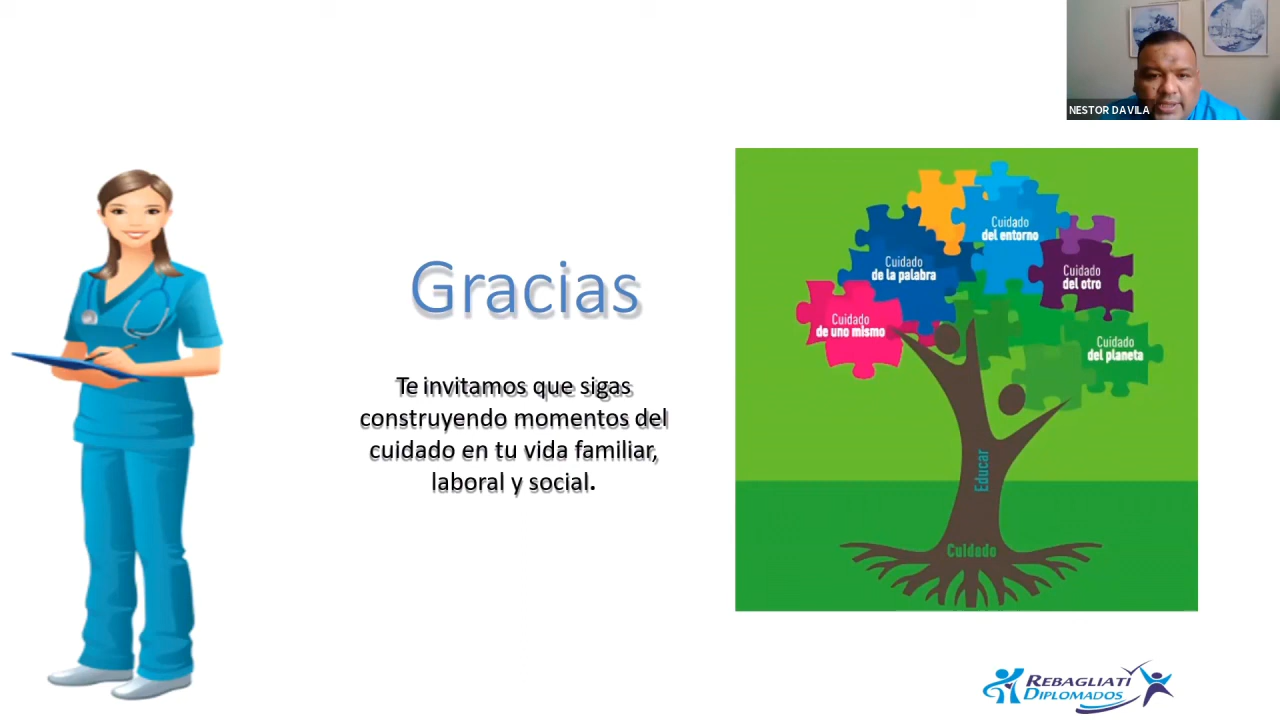 NESTOR DAVILA
Gracias
Te invitamos que sigas
construyendo momentos del
cuidado en tu vida familiar,
laboral y social.
Cuidado
del entorno
Cuidado
de la palabra
Cuidado
del otro
Cuidado
de uno mismo
Cuidado
del planeta
Educar
Cuidado
REBAGLIATI
DIPLOMADOS